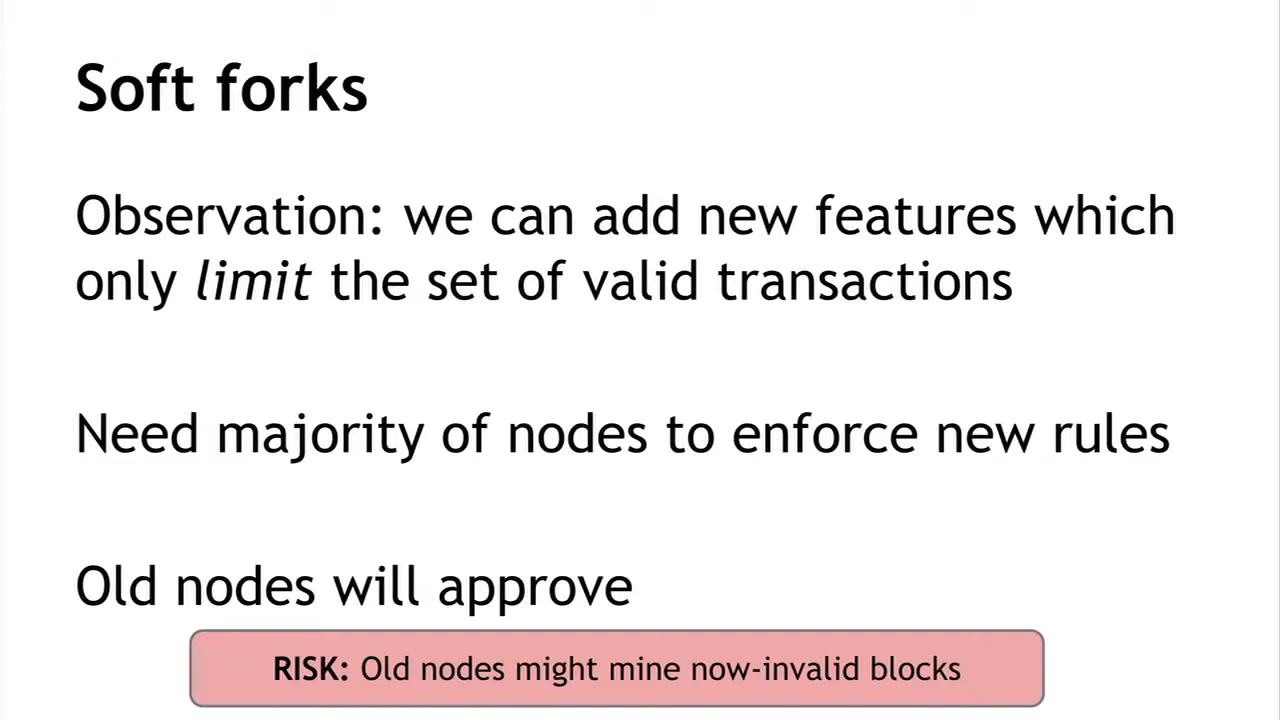 Soft forks
Observation: we can add new features which
only limit the set of valid transactions
Need majority of nodes to enforce new rules
Old nodes will approve
RISK: Old nodes might mine now-invalid blocks